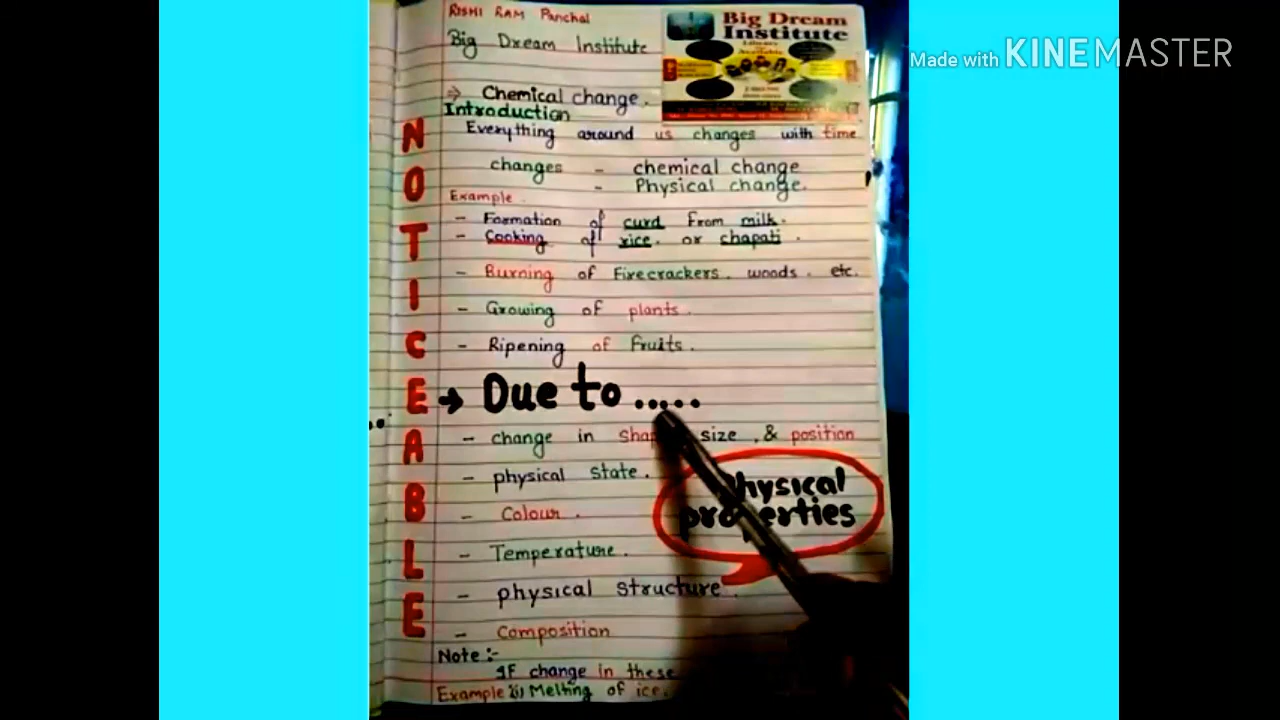 Made with KINEMASTER
RISHI RAM Panchal
Big Dream Institute
Big Dream
Institute
Library
Available
⇒ Chemical change.
Introduction
Everything around us changes with time
changes - chemical change
- Physical change.
Example.
- Formation of curd From milk.
- Cooking of rice. or chapati.
- Burning of Firecrackers. woods. etc.
- Growing of plants.
- Ripening of fruits.
NOTICEABLE
→ Due to .....
- change in size, & position
- physical state.
- Colour.
- Temperature.
- physical structure.
- Composition
properties
Note :-
IF change in these
Example (i) Melting of ice.